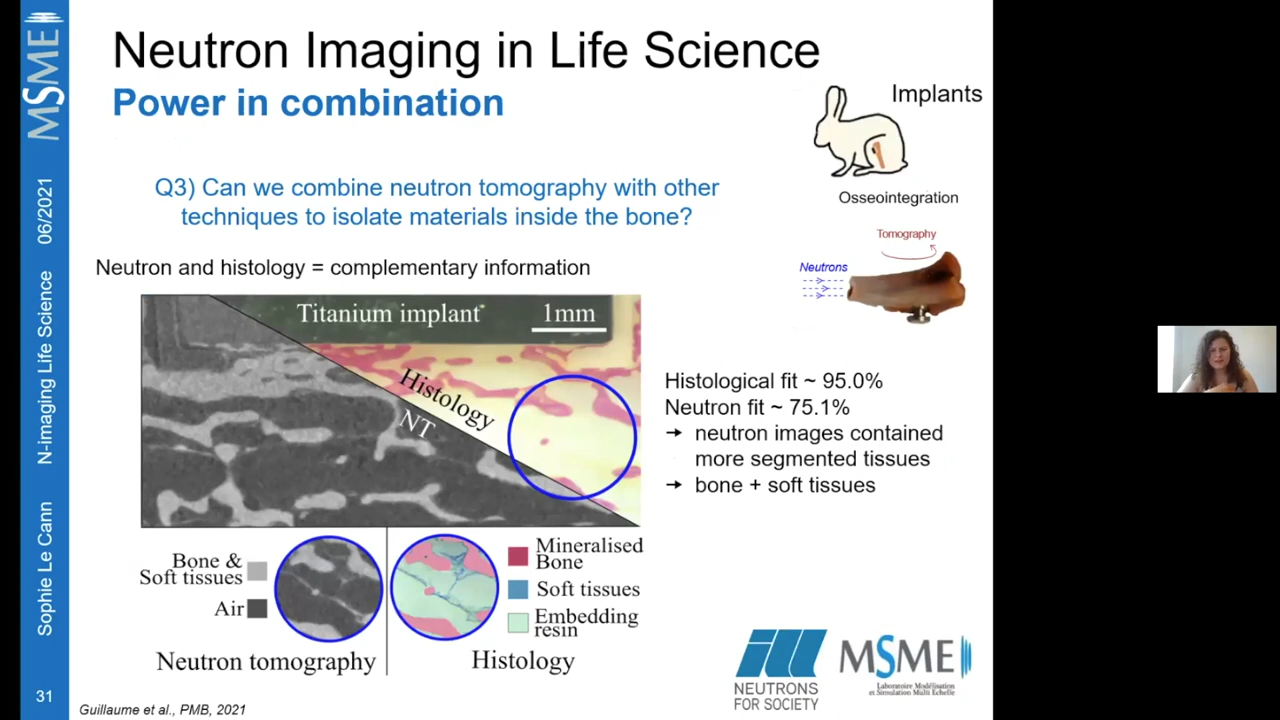 Neutron Imaging in Life Science
Power in combination
Implants
Q3) Can we combine neutron tomography with other
techniques to isolate materials inside the bone?
Osseointegration
Tomography
Neutrons
Neutron and histology = complementary information
Titanium implant
1mm
Histology
NT
Histological fit ~ 95.0%
Neutron fit ~ 75.1%
→ neutron images contained
more segmented tissues
→ bone + soft tissues
Bone &
Soft tissues
Air
Neutron tomography
Mineralised
Bone
Soft tissues
Embedding
resin
Histology
NEUTRONS
FOR SOCIETY
MSME
Laboratoire Modélisation
et Simulation Multi Echelle
Guillaume et al., PMB, 2021
MSME
06/2021
N-imaging Life Science
Sophie Le Cann
31